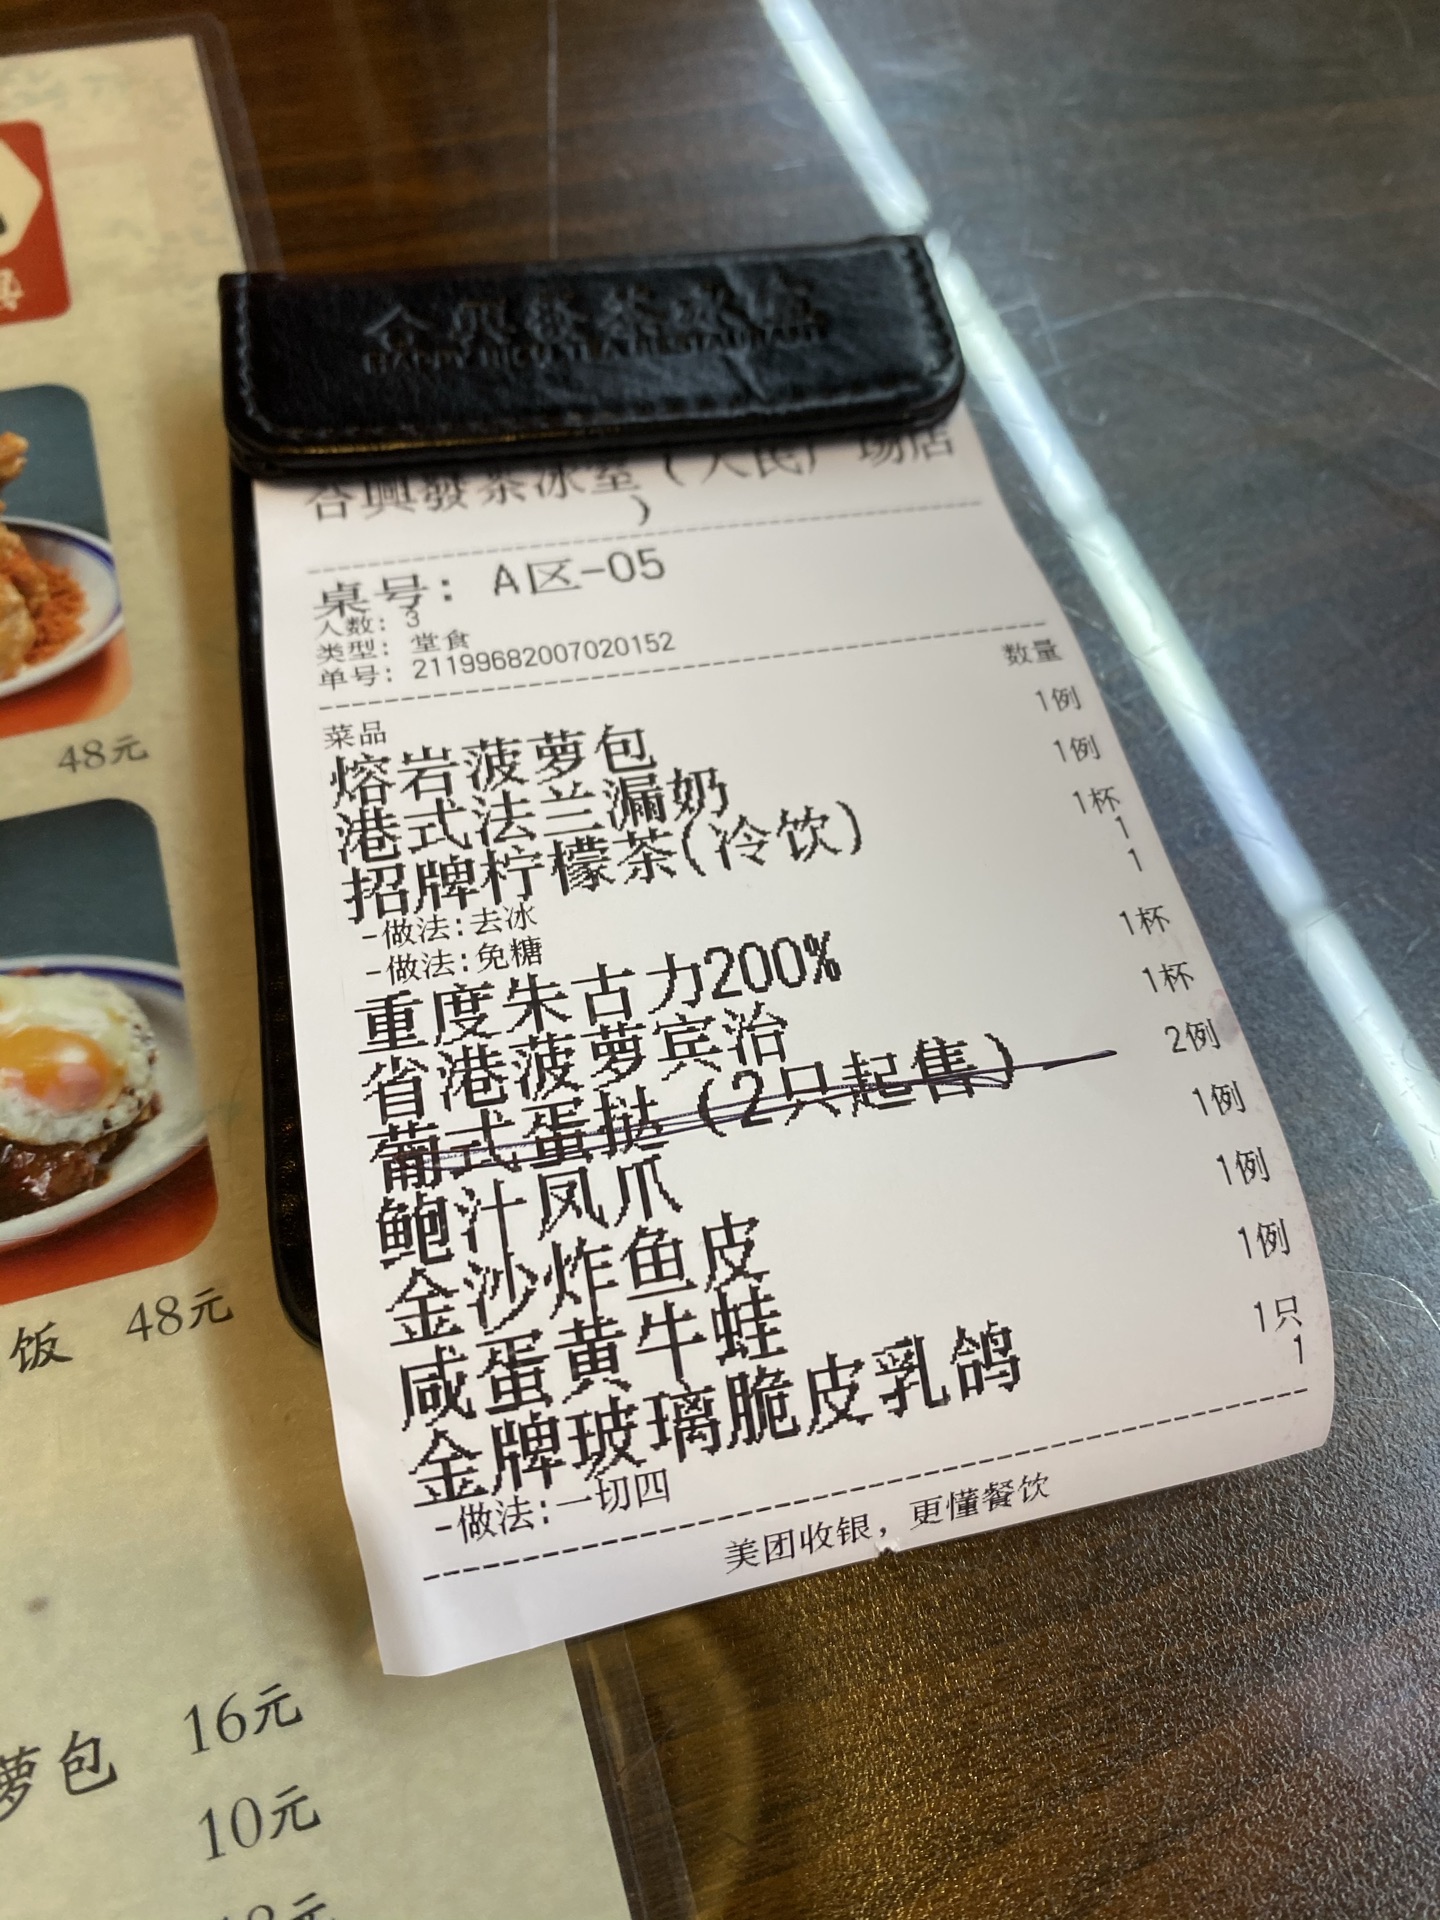 合興發茶冰室（人民广场店
）
桌号：A区-05
人数：3
类型：堂食
单号：21199682007020152
菜品 数量
熔岩菠萝包 1例
港式法兰漏奶 1例
招牌柠檬茶(冷饮) 1杯
-做法:去冰 1
-做法:免糖 1
重度朱古力200% 1杯
省港菠萝宾治 1杯
葡式蛋挞（2只起售） 2例
鲍汁凤爪 1例
金沙炸鱼皮 1例
咸蛋黄牛蛙 1例
金牌玻璃脆皮乳鸽 1只
-做法:一切四 1
美团收银，更懂餐饮
48元
饭 48元
16元
萝包
10元